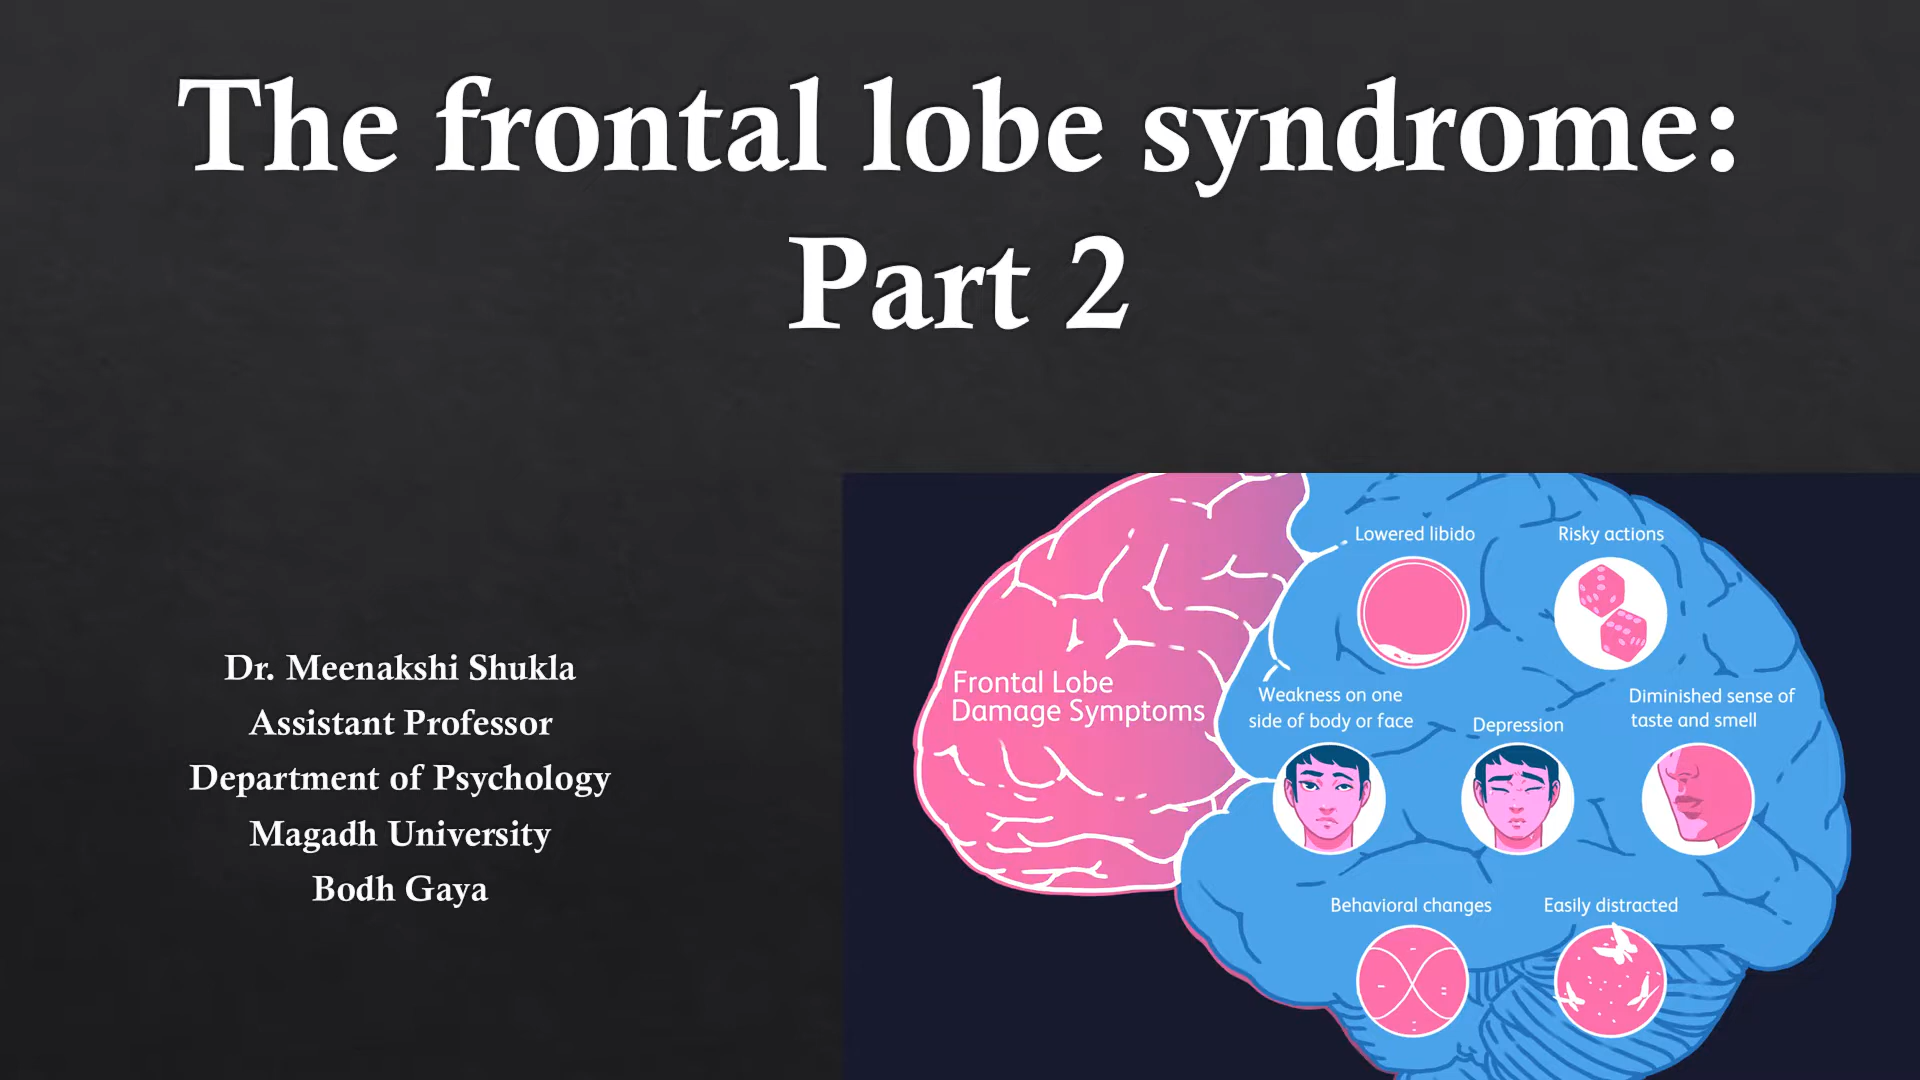 The frontal lobe syndrome:
Part 2
Dr. Meenakshi Shukla
Assistant Professor
Department of Psychology
Magadh University
Bodh Gaya
Frontal Lobe
Damage Symptoms
Lowered libido
Risky actions
Weakness on one
side of body or face
Depression
Diminished sense of
taste and smell
Behavioral changes
Easily distracted